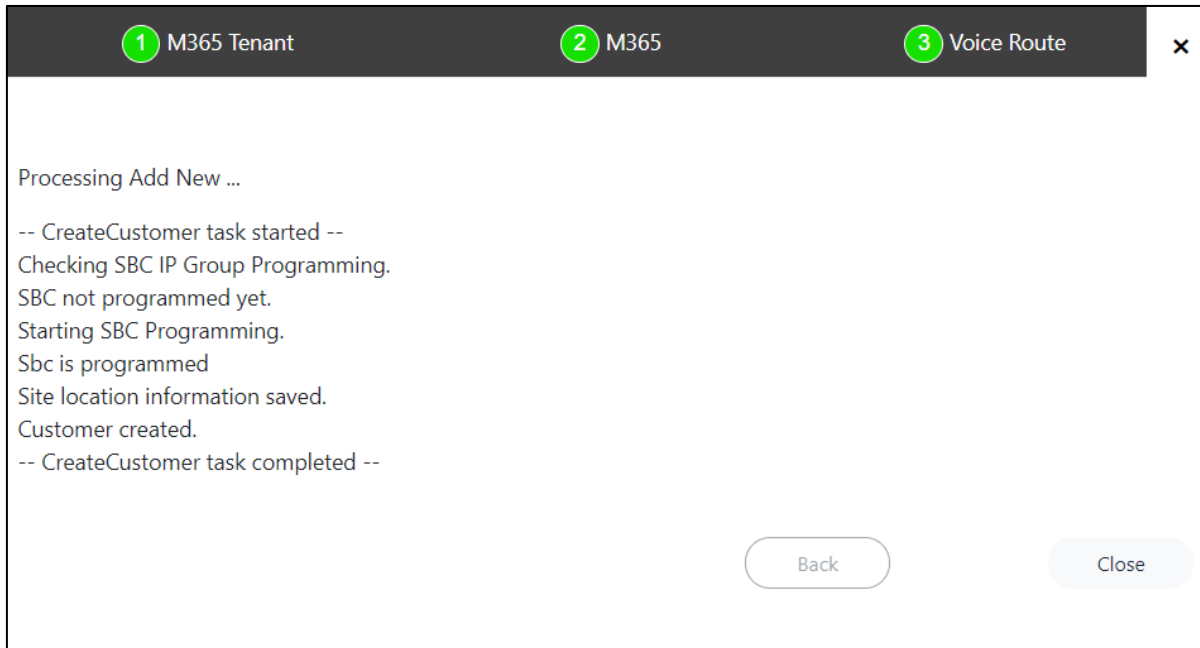 1 M365 Tenant 2 M365 3 Voice Route ×
Processing Add New ...
-- CreateCustomer task started --
Checking SBC IP Group Programming.
SBC not programmed yet.
Starting SBC Programming.
Sbc is programmed
Site location information saved.
Customer created.
-- CreateCustomer task completed --
Back Close